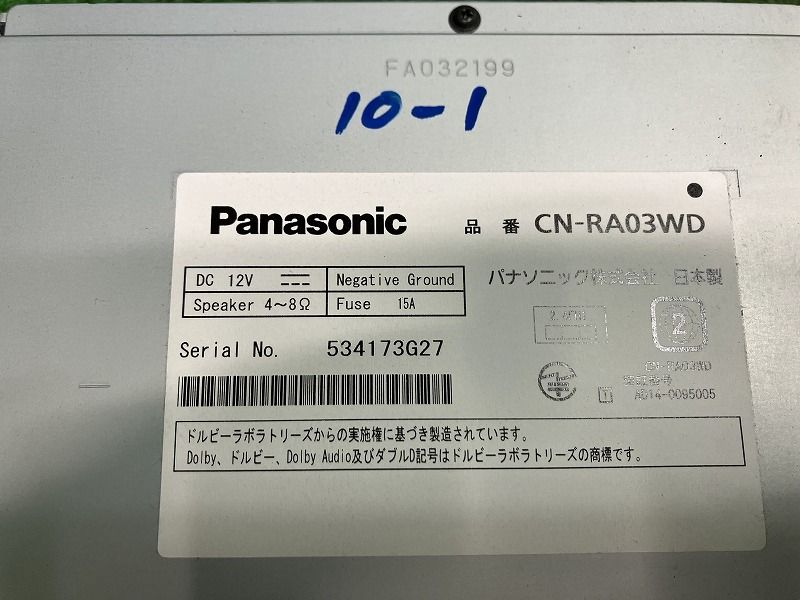 FA032199
10-1
Panasonic 品番 CN-RA03WD
DC 12V Negative Ground
Speaker 4～8Ω Fuse 15A
パナソニック株式会社 日本製
2
Serial No. 534173G27
CN-RA03WD
AD14-0095005
ドルビーラボラトリーズからの実施権に基づき製造されています。
Dolby、ドルビー、Dolby Audio及びダブルD記号はドルビーラボラトリーズの商標です。